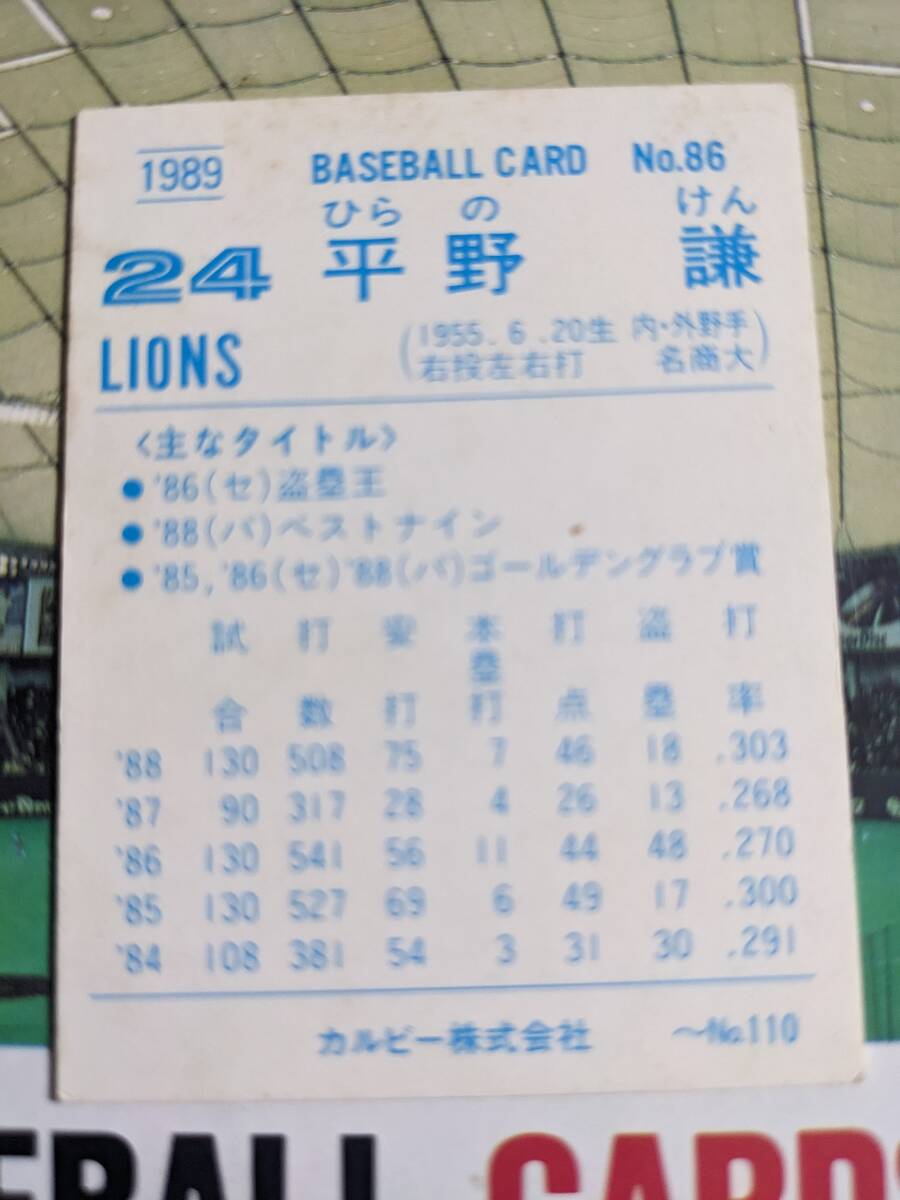 1989 BASEBALL CARD No.86
ひら の けん
24 平野 謙
LIONS
(1955.6.20生 内・外野手
右投左右打 名商大)
〈主なタイトル〉
●'86(セ)盗塁王
●'88(パ)ベストナイン
●'85,'86(セ)'88(パ)ゴールデングラブ賞
試合 打数 安打 本塁打 打点 盗塁 打率
'88 130 508 75 7 46 18 .303
'87 90 317 28 4 26 13 .268
'86 130 541 56 11 44 48 .270
'85 130 527 69 6 49 17 .300
'84 108 381 54 3 31 30 .291
カルビー株式会社 〜No.110
EBALL CARDS